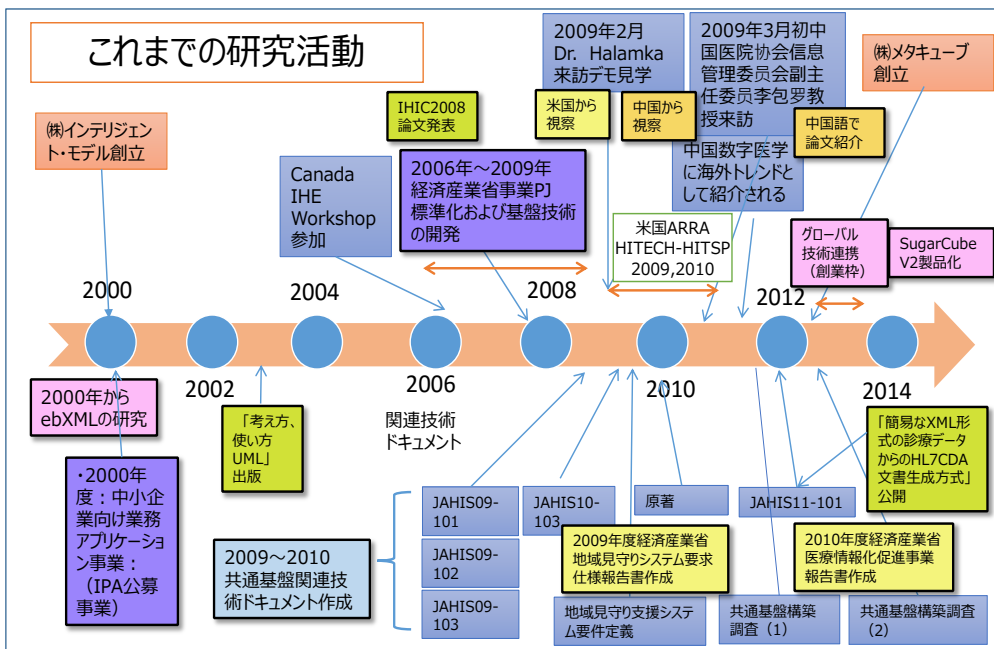 これまでの研究活動
2009年2月
Dr. Halamka
来訪デモ見学
2009年3月初中
国医院协会信息
管理委员会副主
任委员李包罗教
授来訪
㈱メタキューブ
創立
IHIC2008
論文発表
米国から
視察
中国から
視察
中国語で
論文紹介
㈱インテリジェン
ト・モデル創立
Canada
IHE
Workshop
参加
2006年～2009年
経済産業省事業PJ
標準化および基盤技術
の開発
中国数字医学
に海外トレンドと
して紹介される
米国ARRA
HITECH-HITSP
2009,2010
グローバル
技術連携
（創業枠）
SugarCube
V2製品化
2000
2004
2008
2012
2002
2006
2010
2014
2000年から
ebXMLの研究
「考え方、
使い方
UML」
出版
関連技術
ドキュメント
「簡易なXML形
式の診療データ
からのHL7CDA
文書生成方式」
公開
・2000年
度：中小企
業向け業務
アプリケーショ
ン事業：
（IPA公募
事業）
2009～2010
共通基盤関連技
術ドキュメント作成
JAHIS09-
101
JAHIS09-
102
JAHIS09-
103
JAHIS10-
103
原著
JAHIS11-101
2009年度経済産業省
地域見守りシステム要求
仕様報告書作成
2010年度経済産業省
医療情報化促進事業
報告書作成
地域見守り支援システ
ム要件定義
共通基盤構築
調査（1）
共通基盤構築調査
（2）